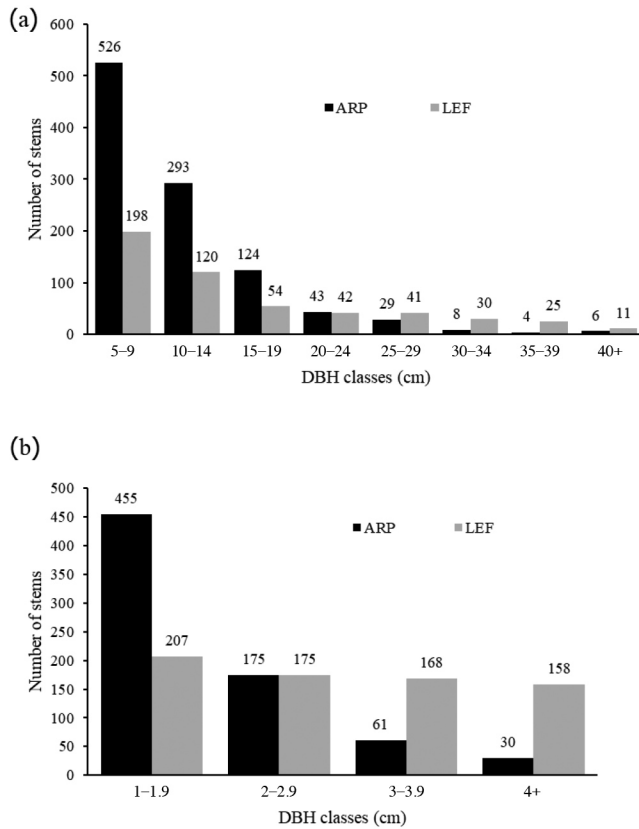 (a)
600
500
400
300
200
100
0
Number of stems
ARP LEF
526 198 293 120 124 54 43 42 29 41 8 30 4 25 6 11
5–9 10–14 15–19 20–24 25–29 30–34 35–39 40+
DBH classes (cm)
(b)
500
450
400
350
300
250
200
150
100
50
0
Number of stems
ARP LEF
455 207 175 175 61 168 30 158
1–1.9 2–2.9 3–3.9 4+
DBH classes (cm)